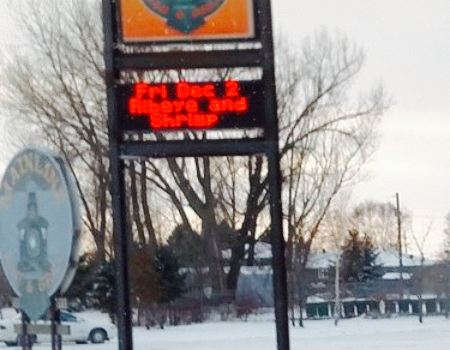 Fri Dec 2
Ribeye and
Shrimp